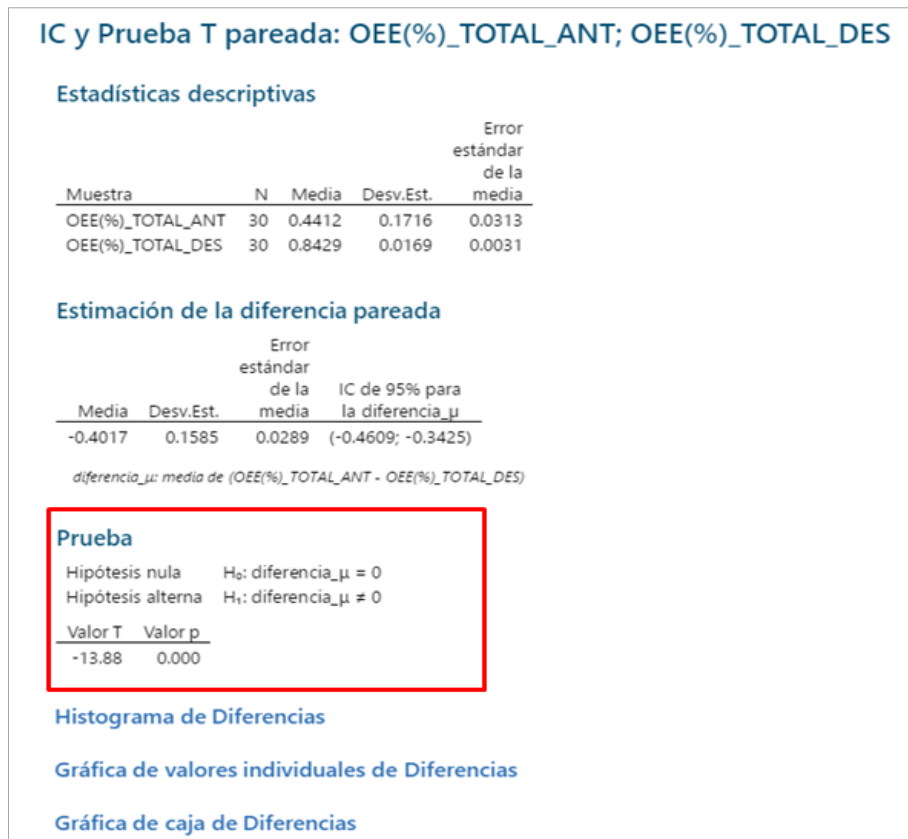 IC y Prueba T pareada: OEE(%)_TOTAL_ANT; OEE(%)_TOTAL_DES
Estadísticas descriptivas
Error
estándar
de la
Muestra N Media Desv.Est. media
OEE(%)_TOTAL_ANT 30 0.4412 0.1716 0.0313
OEE(%)_TOTAL_DES 30 0.8429 0.0169 0.0031
Estimación de la diferencia pareada
Error
estándar
de la IC de 95% para
Media Desv.Est. media la diferencia_µ
-0.4017 0.1585 0.0289 (-0.4609; -0.3425)
diferencia_µ: media de (OEE(%)_TOTAL_ANT - OEE(%)_TOTAL_DES)
Prueba
Hipótesis nula H₀: diferencia_µ = 0
Hipótesis alterna H₁: diferencia_µ ≠ 0
Valor T Valor p
-13.88 0.000
Histograma de Diferencias
Gráfica de valores individuales de Diferencias
Gráfica de caja de Diferencias